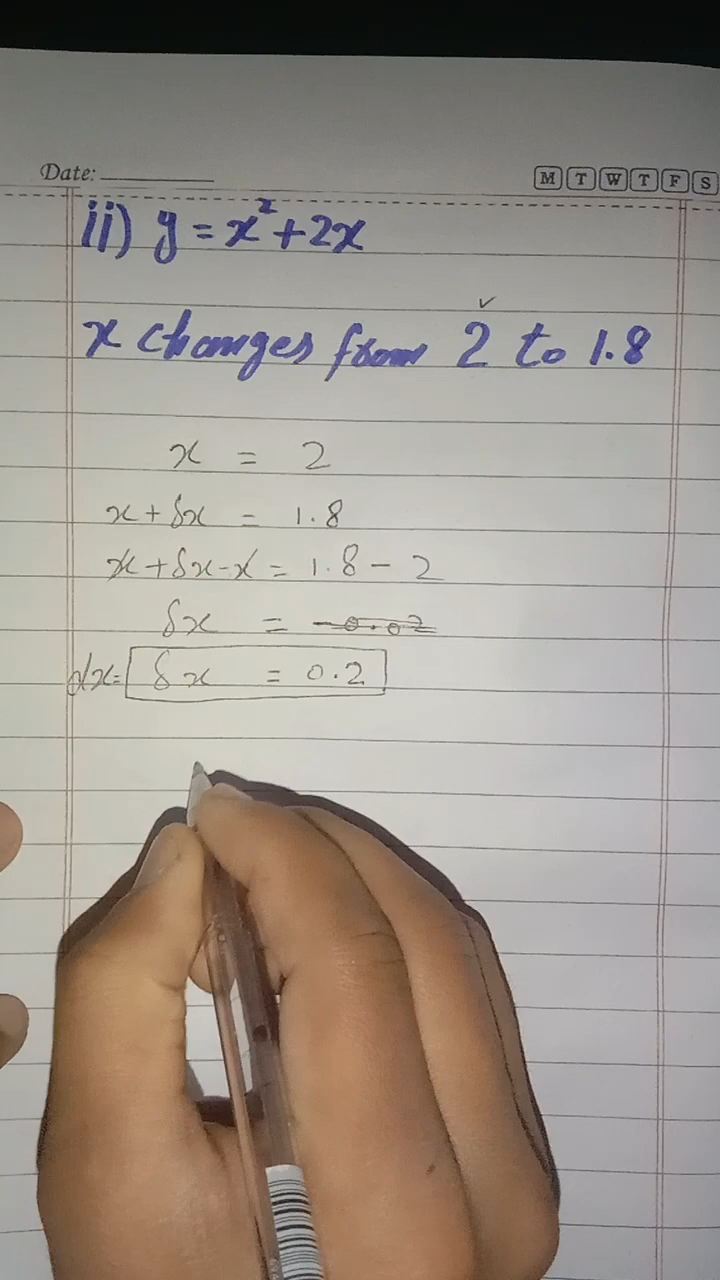 Date:
M T W T F S
ii) y = x² + 2x
x changes from 2 to 1.8
x = 2
x + δx = 1.8
x + δx - x = 1.8 - 2
δx = -0.02
dx = δx = 0.2